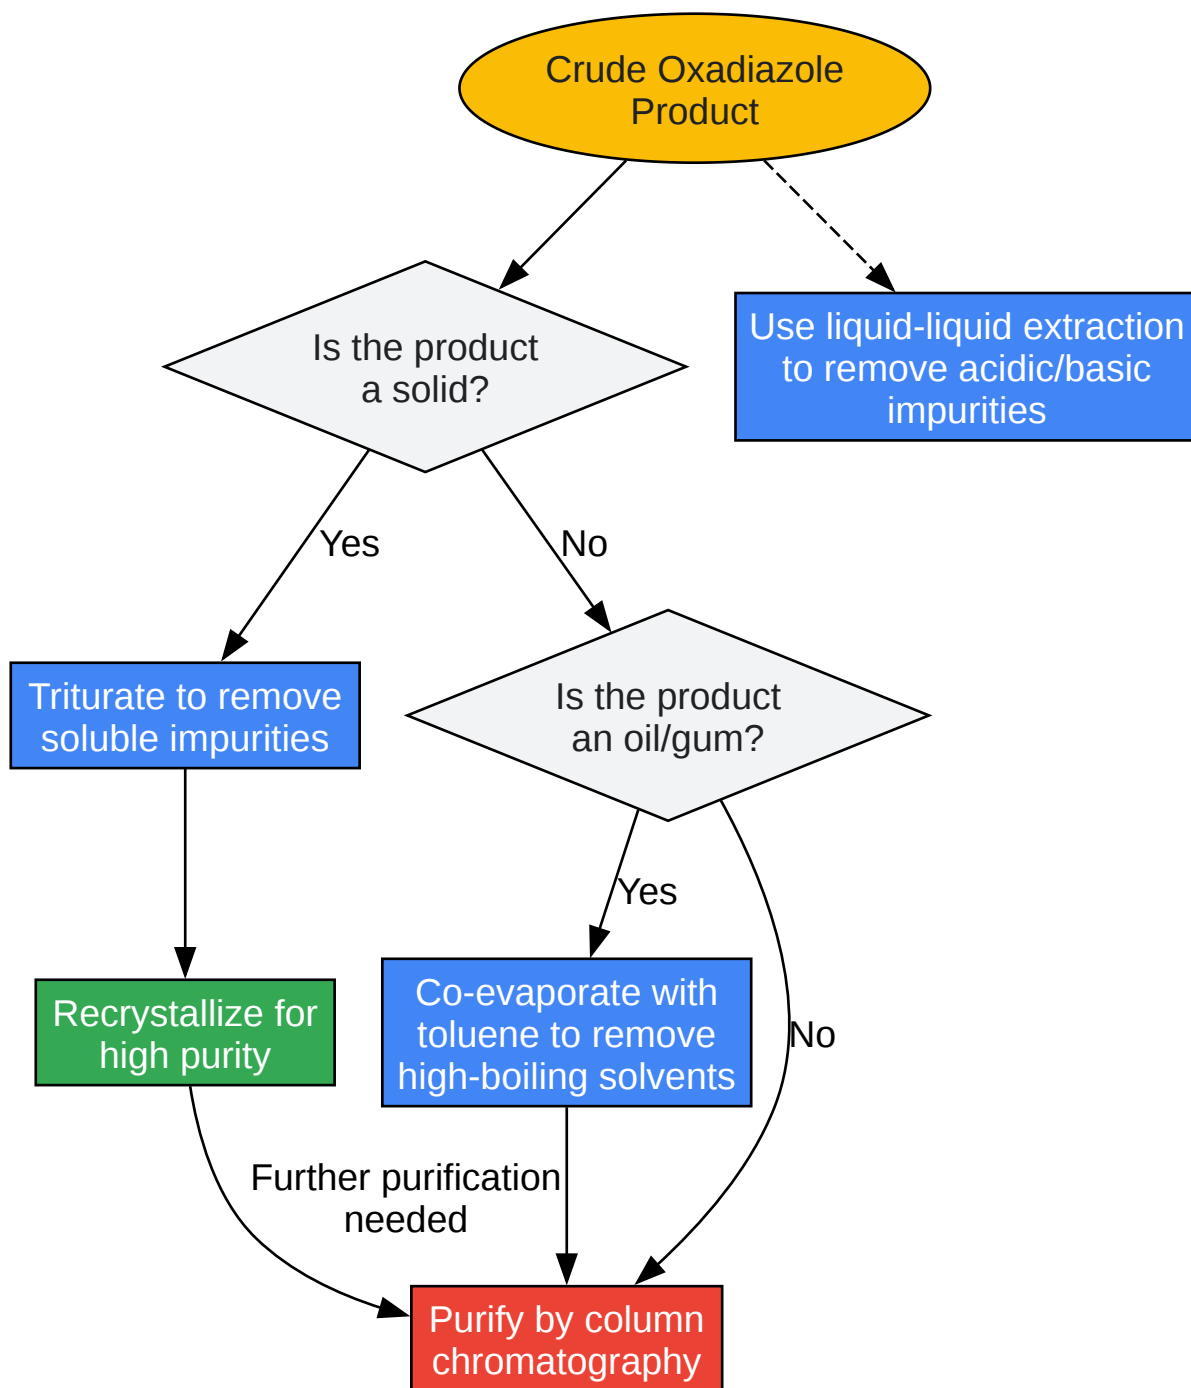 Crude Oxadiazole
Product
Is the product
a solid?
Use liquid-liquid extraction
to remove acidic/basic
impurities
Yes
No
Triturate to remove
soluble impurities
Is the product
an oil/gum?
Yes
Recrystallize for
high purity
Co-evaporate with
toluene to remove
high-boiling solvents
No
Further purification
needed
Purify by column
chromatography